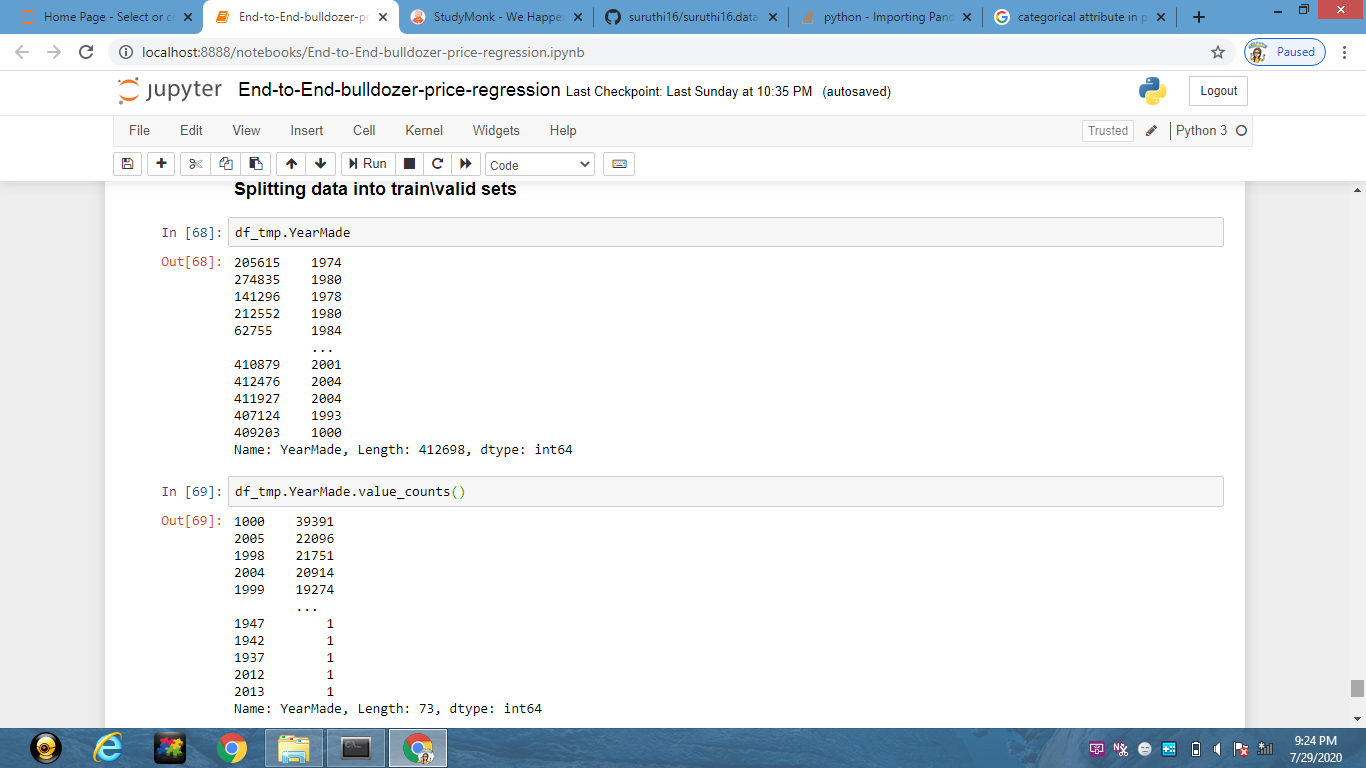 Home Page - Select or c
End-to-End-bulldozer-pr
StudyMonk - We Happe
suruthi16/suruthi16.data
python - Importing Pand
categorical attribute in p
localhost:8888/notebooks/End-to-End-bulldozer-price-regression.ipynb
Paused
jupyter End-to-End-bulldozer-price-regression Last Checkpoint: Last Sunday at 10:35 PM (autosaved)
Logout
File Edit View Insert Cell Kernel Widgets Help
Trusted Python 3
Run Code
Splitting data into train\valid sets
In [68]: df_tmp.YearMade
Out[68]: 205615 1974
274835 1980
141296 1978
212552 1980
62755 1984
...
410879 2001
412476 2004
411927 2004
407124 1993
409203 1000
Name: YearMade, Length: 412698, dtype: int64
In [69]: df_tmp.YearMade.value_counts()
Out[69]: 1000 39391
2005 22096
1998 21751
2004 20914
1999 19274
...
1947 1
1942 1
1937 1
2012 1
2013 1
Name: YearMade, Length: 73, dtype: int64
9:24 PM
7/29/2020